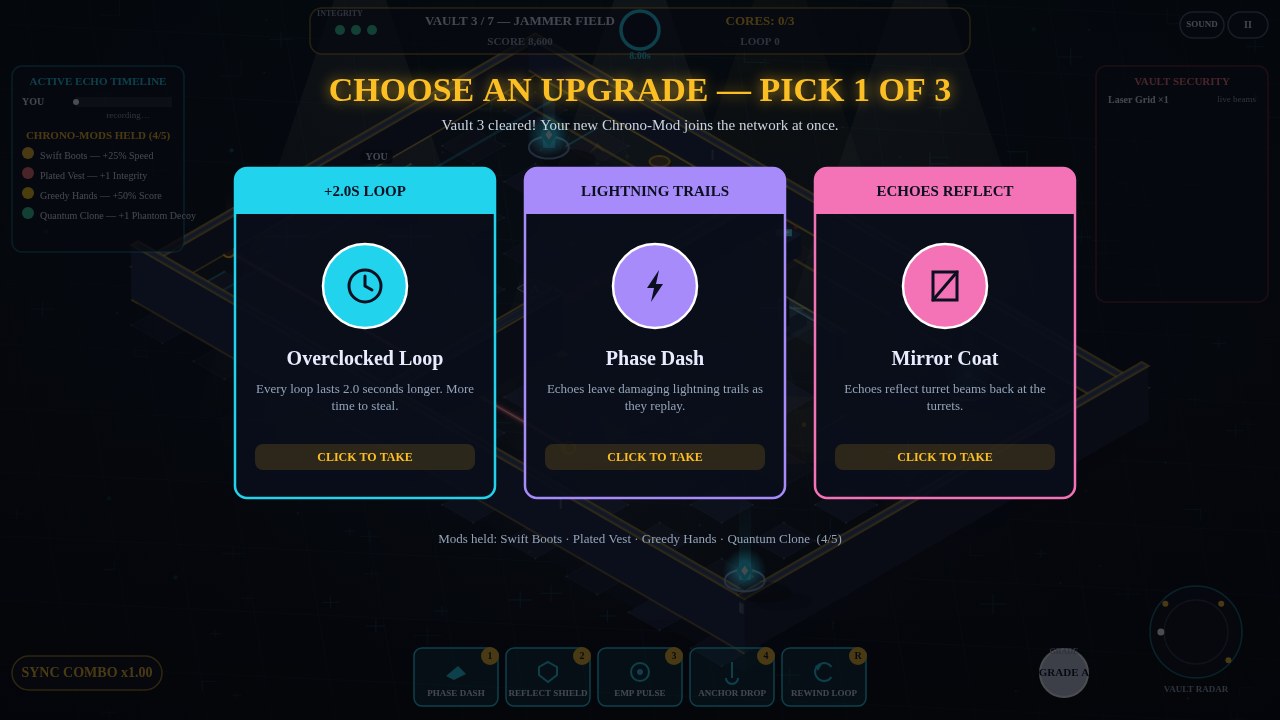 INTEGRITY
VAULT 3 / 7 — JAMMER FIELD
CORES: 0/3
SCORE 8,600
LOOP 0
0.00s
SOUND
II
CHOOSE AN UPGRADE — PICK 1 OF 3
Vault 3 cleared! Your new Chrono-Mod joins the network at once.
ACTIVE ECHO TIMELINE
YOU
recording...
CHRONO-MODS HELD (4/5)
Swift Boots — +25% Speed
Plated Vest — +1 Integrity
Greedy Hands — +50% Score
Quantum Clone — +1 Phantom Decoy
VAULT SECURITY
Laser Grid ×1
live beams
YOU
+2.0S LOOP
Overclocked Loop
Every loop lasts 2.0 seconds longer. More
time to steal.
CLICK TO TAKE
LIGHTNING TRAILS
Phase Dash
Echoes leave damaging lightning trails as
they replay.
CLICK TO TAKE
ECHOES REFLECT
Mirror Coat
Echoes reflect turret beams back at the
turrets.
CLICK TO TAKE
Mods held: Swift Boots · Plated Vest · Greedy Hands · Quantum Clone (4/5)
SYNC COMBO x1.00
1
PHASE DASH
2
REFLECT SHIELD
3
EMP PULSE
4
ANCHOR DROP
R
REWIND LOOP
GRADE A
VAULT RADAR